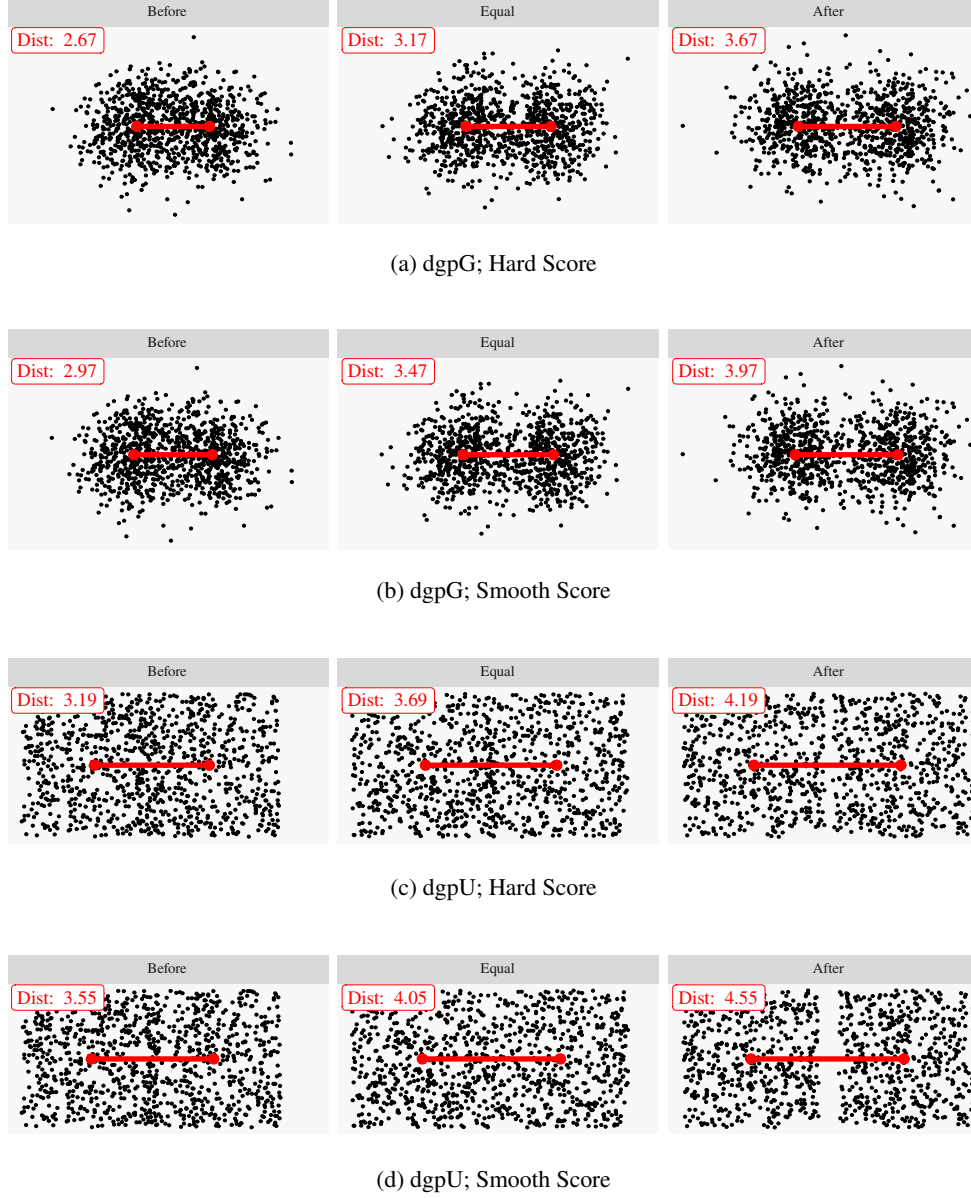 Before Equal After
Dist: 2.67 Dist: 3.17 Dist: 3.67
(a) dgpG; Hard Score
Before Equal After
Dist: 2.97 Dist: 3.47 Dist: 3.97
(b) dgpG; Smooth Score
Before Equal After
Dist: 3.19 Dist: 3.69 Dist: 4.19
(c) dgpU; Hard Score
Before Equal After
Dist: 3.55 Dist: 4.05 Dist: 4.55
(d) dgpU; Smooth Score